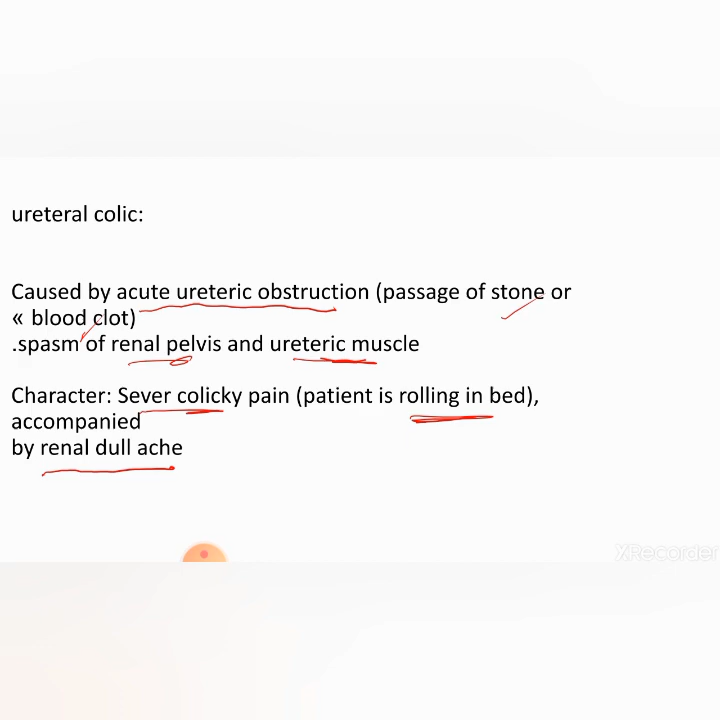 ureteral colic:
Caused by acute ureteric obstruction (passage of stone or
« blood clot)
.spasm of renal pelvis and ureteric muscle
Character: Sever colicky pain (patient is rolling in bed),
accompanied
by renal dull ache
XRecorder